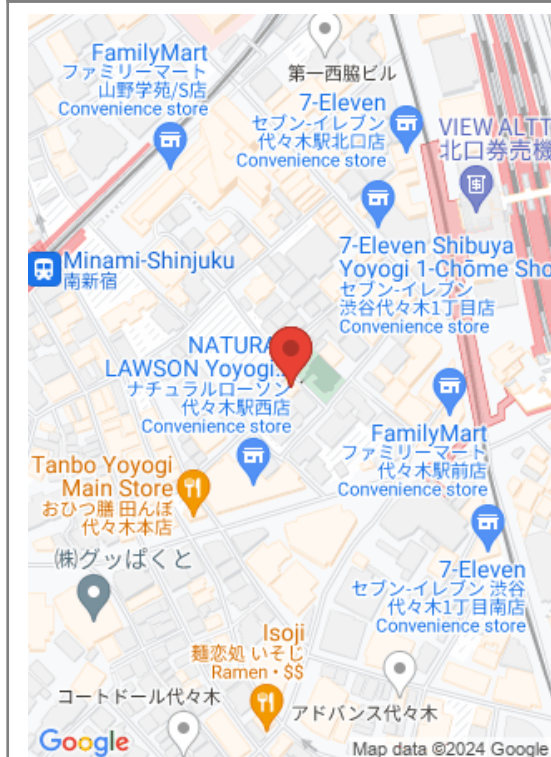 FamilyMart
ファミリーマート
山野学苑/S店
Convenience store
第一西脇ビル
7-Eleven
セブン-イレブン
代々木駅北口店
Convenience store
VIEW ALTT
北口券売機
Minami-Shinjuku
南新宿
7-Eleven Shibuya
Yoyogi 1-Chōme Sho
セブン-イレブン
渋谷代々木1丁目店
Convenience store
NATURA
LAWSON Yoyogi...
ナチュラルローソン
代々木駅西店
Convenience store
FamilyMart
ファミリーマート
代々木駅前店
Convenience store
Tanbo Yoyogi
Main Store
おひつ膳 田んぼ
代々木本店
(株)グッぱくと
7-Eleven
セブン-イレブン 渋谷
代々木1丁目南店
Convenience store
Isoji
麺恋処 いそじ
Ramen・$$
コートドール代々木
アドバンス代々木
Google
Map data ©2024 Google